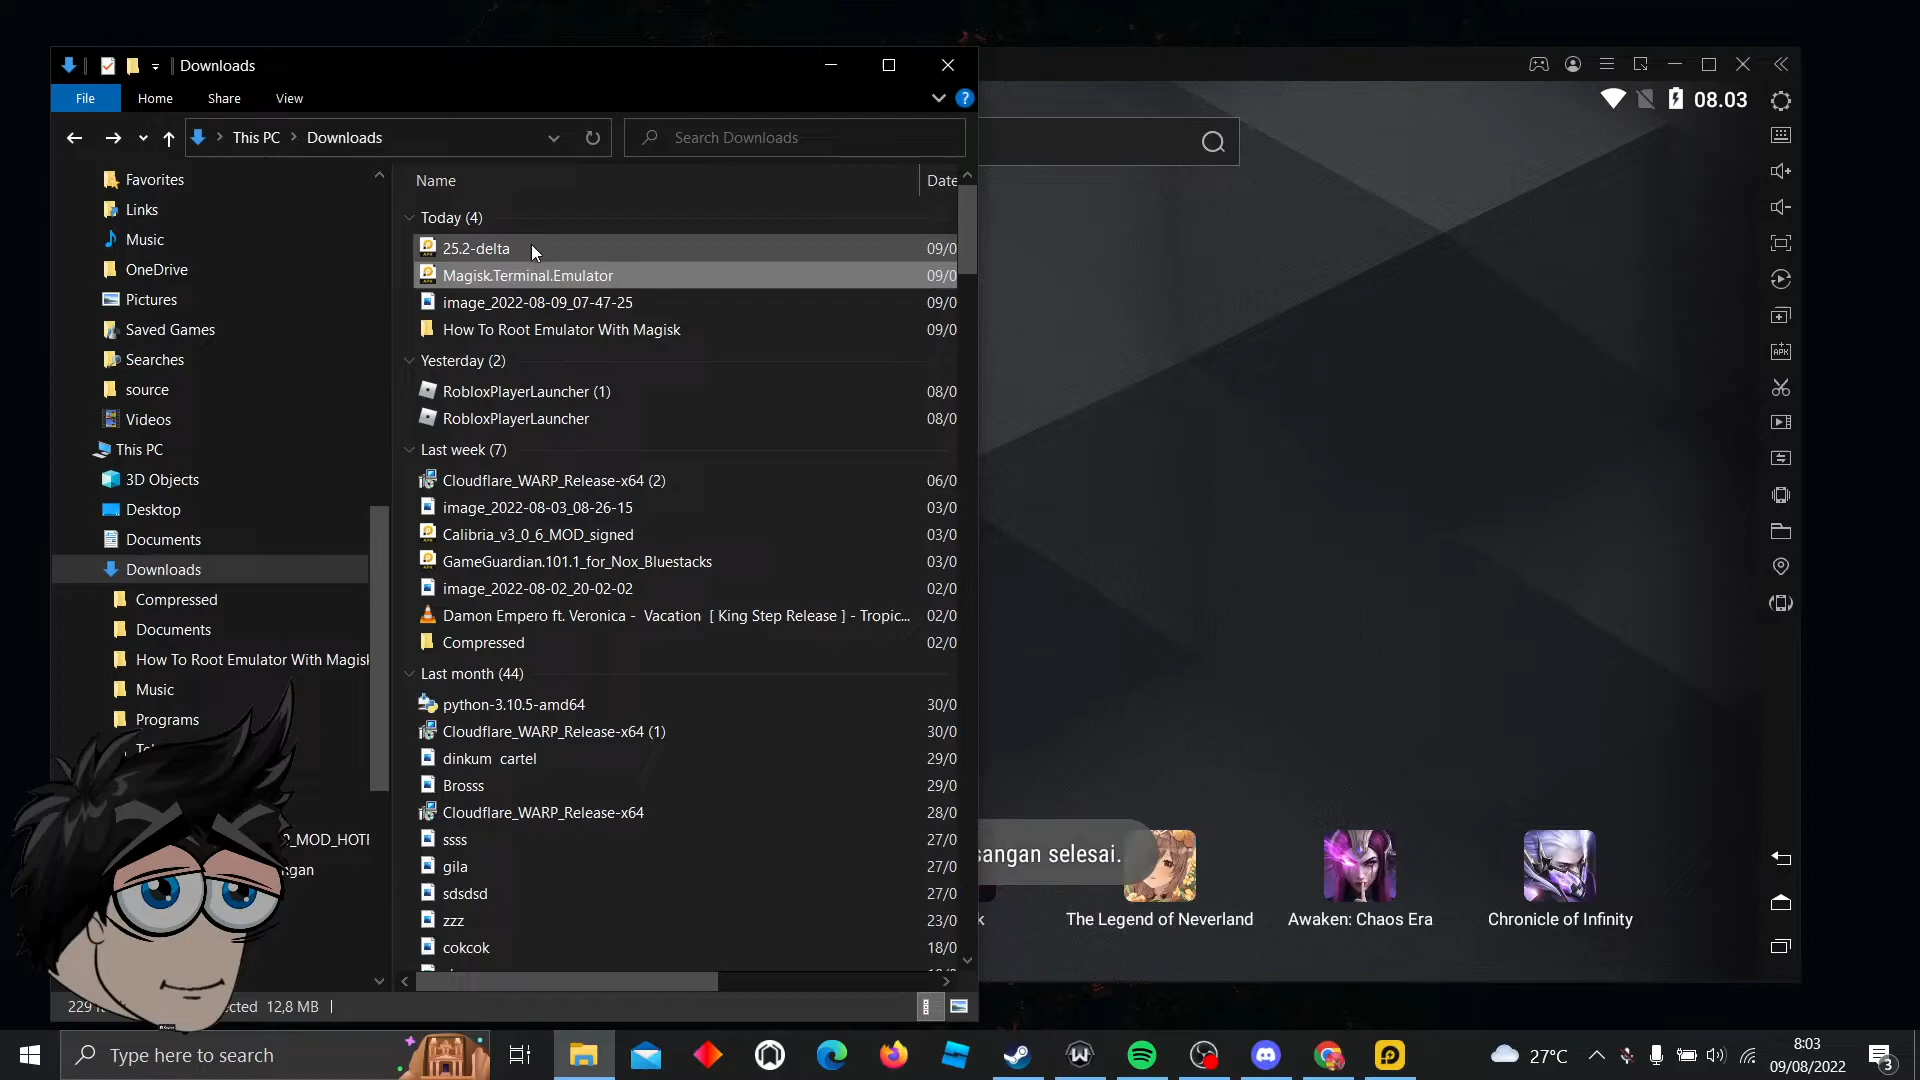 Downloads
File Home Share View
This PC > Downloads
Search Downloads
08.03
Favorites
Links
Music
OneDrive
Pictures
Saved Games
Searches
source
Videos
This PC
3D Objects
Desktop
Documents
Downloads
Compressed
Documents
How To Root Emulator With Magisk
Music
Programs
_MOD_HOTF
Name Date
Today (4)
25.2-delta 09/0
Magisk.Terminal.Emulator 09/0
image_2022-08-09_07-47-25 09/0
How To Root Emulator With Magisk 09/0
Yesterday (2)
RobloxPlayerLauncher (1) 08/0
RobloxPlayerLauncher 08/0
Last week (7)
Cloudflare_WARP_Release-x64 (2) 06/0
image_2022-08-03_08-26-15 03/0
Calibria_v3_0_6_MOD_signed 03/0
GameGuardian.101.1_for_Nox_Bluestacks 03/0
image_2022-08-02_20-02-02 02/0
Damon Empero ft. Veronica - Vacation [ King Step Release ] - Tropic... 02/0
Compressed 02/0
Last month (44)
python-3.10.5-amd64 30/0
Cloudflare_WARP_Release-x64 (1) 30/0
dinkum cartel 29/0
Brosss 29/0
Cloudflare_WARP_Release-x64 28/0
ssss 27/0
gila 27/0
sdsdsd 27/0
zzz 23/0
cokcok 18/0
229
12,8 MB
sangan selesai.
The Legend of Neverland
Awaken: Chaos Era
Chronicle of Infinity
Type here to search
27°C
8:03
09/08/2022
3